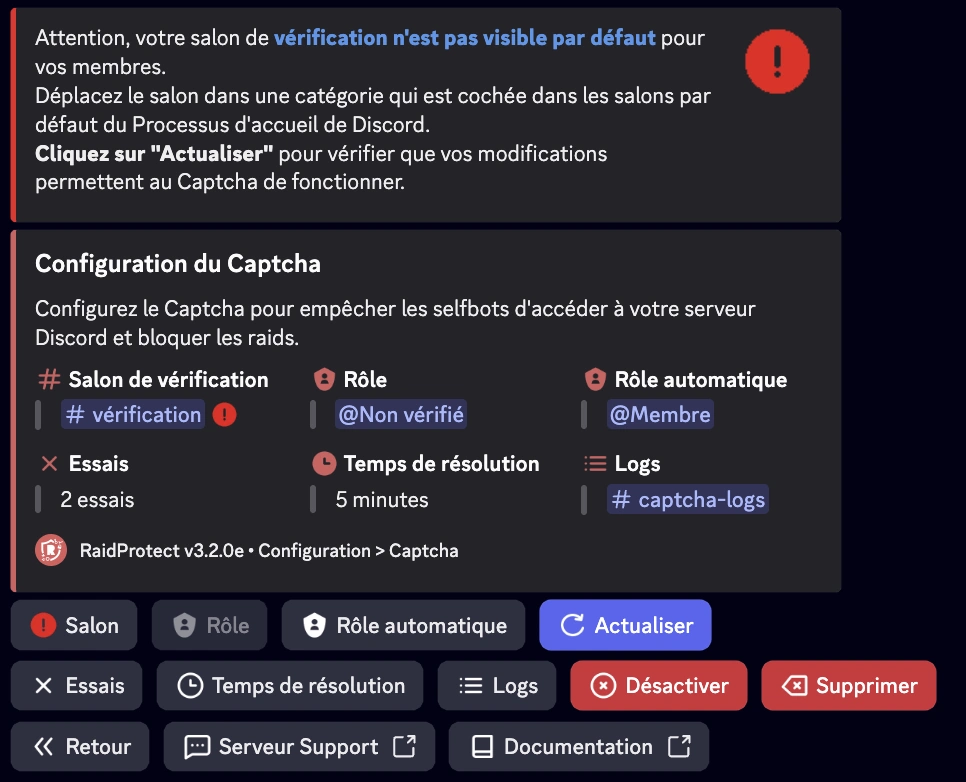 Attention, votre salon de vérification n'est pas visible par défaut pour
vos membres.
Déplacez le salon dans une catégorie qui est cochée dans les salons par
défaut du Processus d'accueil de Discord.
Cliquez sur "Actualiser" pour vérifier que vos modifications
permettent au Captcha de fonctionner.
Configuration du Captcha
Configurez le Captcha pour empêcher les selfbots d'accéder à votre serveur
Discord et bloquer les raids.
Salon de vérification Rôle Rôle automatique
# vérification @Non vérifié @Membre
Essais Temps de résolution Logs
2 essais 5 minutes # captcha-logs
RaidProtect v3.2.0e • Configuration > Captcha
Salon Rôle Rôle automatique Actualiser
Essais Temps de résolution Logs Désactiver Supprimer
Retour Serveur Support Documentation